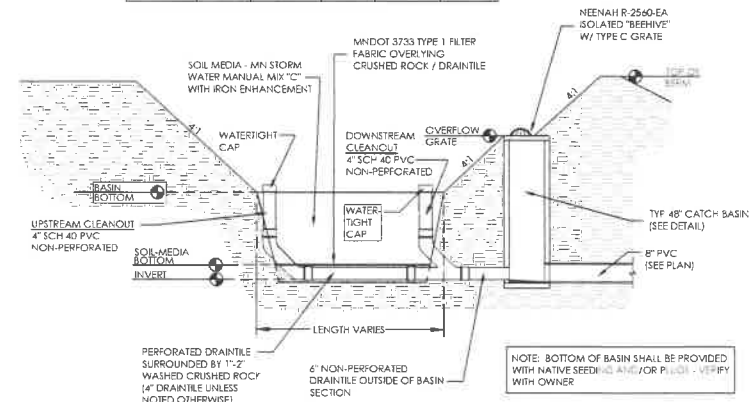 NEENAH R-2560-EA
ISOLATED "BEEHIVE"
W/ TYPE C GRATE
MNDOT 3733 TYPE 1 FILTER
FABRIC OVERLYING
CRUSHED ROCK / DRAINTILE
SOIL MEDIA - MN STORM
WATER MANUAL MIX "C"
WITH IRON ENHANCEMENT
TOP OF
BERM
4:1
4:1
4:1
WATERTIGHT
CAP
DOWNSTREAM
CLEANOUT
4" SCH 40 PVC
NON-PERFORATED
OVERFLOW
GRATE
BASIN
BOTTOM
WATER-
TIGHT
CAP
TYP 48" CATCH BASIN
(SEE DETAIL)
UPSTREAM CLEANOUT
4" SCH 40 PVC
NON-PERFORATED
SOIL-MEDIA
BOTTOM
INVERT
8" PVC
(SEE PLAN)
LENGTH VARIES
PERFORATED DRAINTILE
SURROUNDED BY 1"-2"
WASHED CRUSHED ROCK
(4" DRAINTILE UNLESS
NOTED OTHERWISE)
6" NON-PERFORATED
DRAINTILE OUTSIDE OF BASIN
SECTION
NOTE: BOTTOM OF BASIN SHALL BE PROVIDED
WITH NATIVE SEEDING AND/OR PLUGS - VERIFY
WITH OWNER